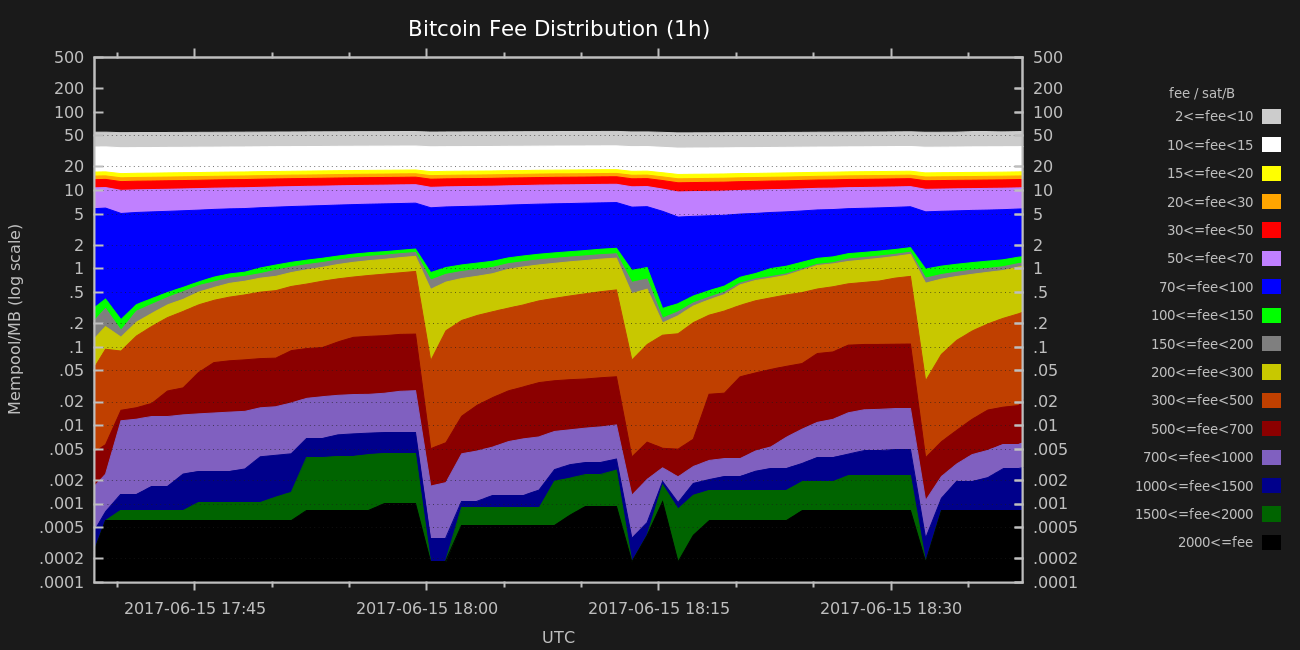 Bitcoin Fee Distribution (1h)
500 500
200 200
100 100
50 50
20 20
10 10
5 5
2 2
1 1
.5 .5
.2 .2
.1 .1
.05 .05
.02 .02
.01 .01
.005 .005
.002 .002
.001 .001
.0005 .0005
.0002 .0002
.0001 .0001
Mempool/MB (log scale)
2017-06-15 17:45 2017-06-15 18:00 2017-06-15 18:15 2017-06-15 18:30
UTC
fee / sat/B
2<=fee<10
10<=fee<15
15<=fee<20
20<=fee<30
30<=fee<50
50<=fee<70
70<=fee<100
100<=fee<150
150<=fee<200
200<=fee<300
300<=fee<500
500<=fee<700
700<=fee<1000
1000<=fee<1500
1500<=fee<2000
2000<=fee